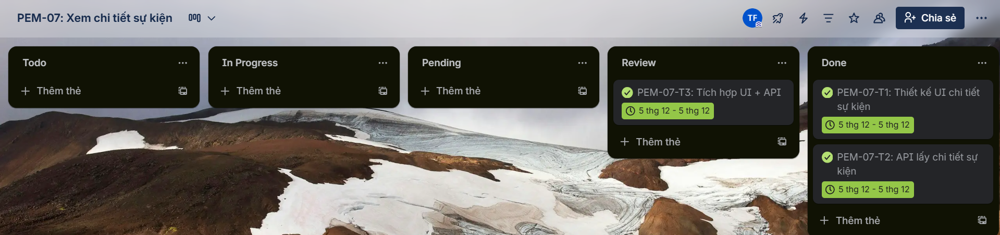 PEM-07: Xem chi tiết sự kiện
TF
Chia sẻ
Todo
Thêm thẻ
In Progress
Thêm thẻ
Pending
Thêm thẻ
Review
PEM-07-T3: Tích hợp UI + API
5 thg 12 - 5 thg 12
Thêm thẻ
Done
PEM-07-T1: Thiết kế UI chi tiết
sự kiện
5 thg 12 - 5 thg 12
PEM-07-T2: API lấy chi tiết sự
kiện
5 thg 12 - 5 thg 12
Thêm thẻ